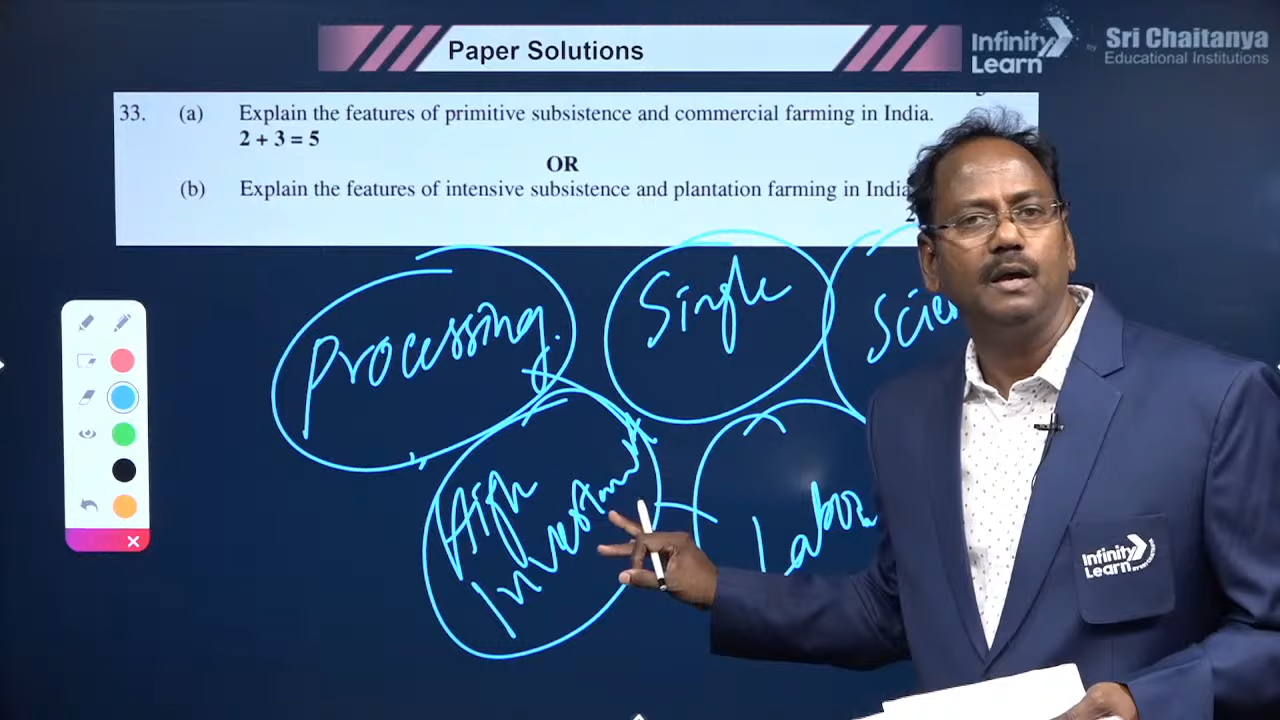 Paper Solutions
Infinity Learn by Sri Chaitanya Educational Institutions
33. (a) Explain the features of primitive subsistence and commercial farming in India.
2 + 3 = 5
OR
(b) Explain the features of intensive subsistence and plantation farming in India
2
Processing.
Single
High
Investment
Infinity
Learn